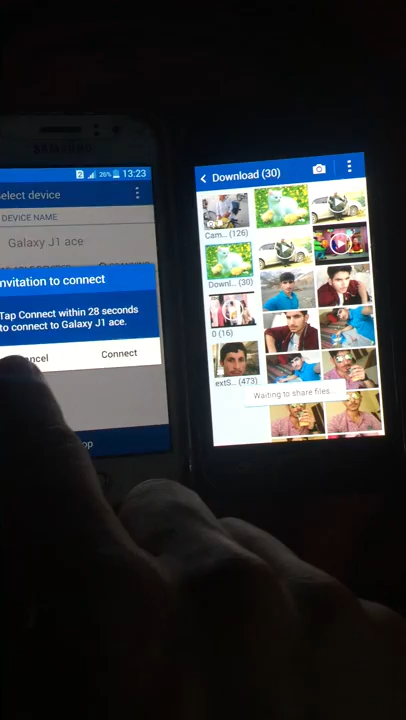 SAMSUNG
2
26% 13:23
select device
DEVICE NAME
Galaxy J1 ace
nvitation to connect
Tap Connect within 28 seconds
to connect to Galaxy J1 ace.
ncel
Connect
op
Download (30)
Cam... (126)
Downl... (30)
0 (16)
extS... (473)
Waiting to share files...